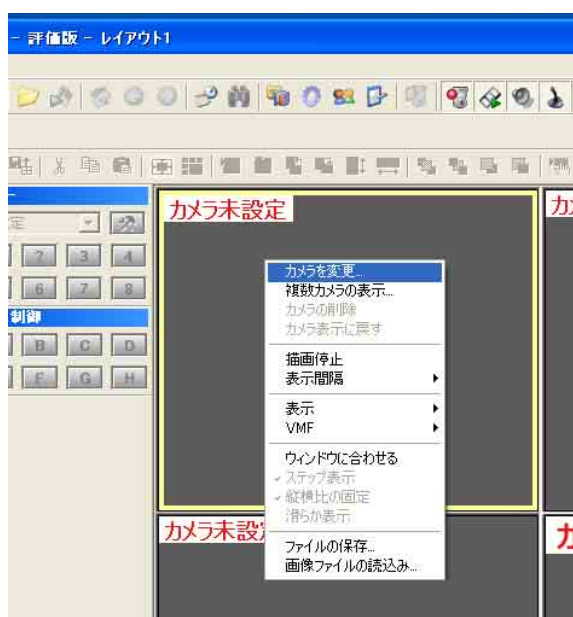 - 評価版 - レイアウト1
カメラ未設定
カメ
定
2 3 4
6 7 8
制御
B C D
F G H
カメラを変更...
複数カメラの表示...
カメラの削除
カメラ表示に戻す
描画停止
表示間隔
表示
VMF
ウィンドウに合わせる
ステップ表示
縦横比の固定
滑らか表示
ファイルの保存...
画像ファイルの読込み...
カメラ未設
カ